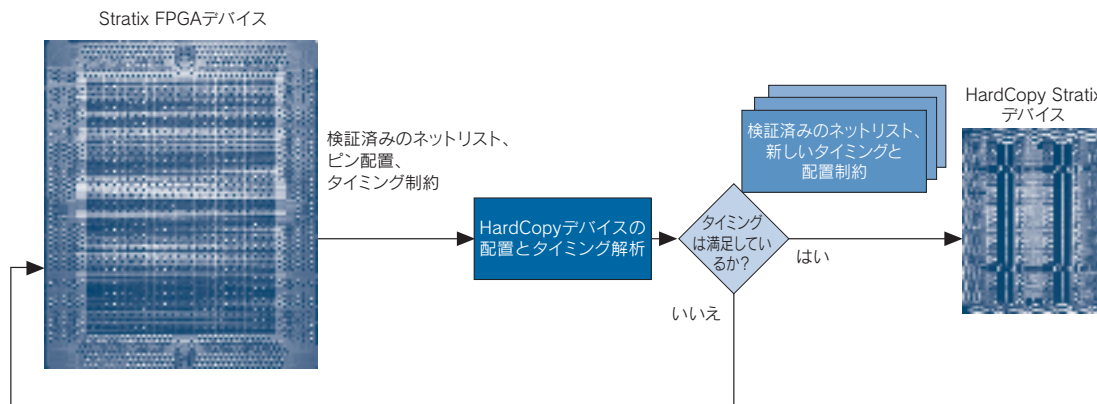 Stratix FPGAデバイス
検証済みのネットリスト、
ピン配置、
タイミング制約
HardCopyデバイスの
配置とタイミング解析
検証済みのネットリスト、
新しいタイミングと
配置制約
タイミング
は満足してい
るか?
はい
いいえ
HardCopy Stratix
デバイス